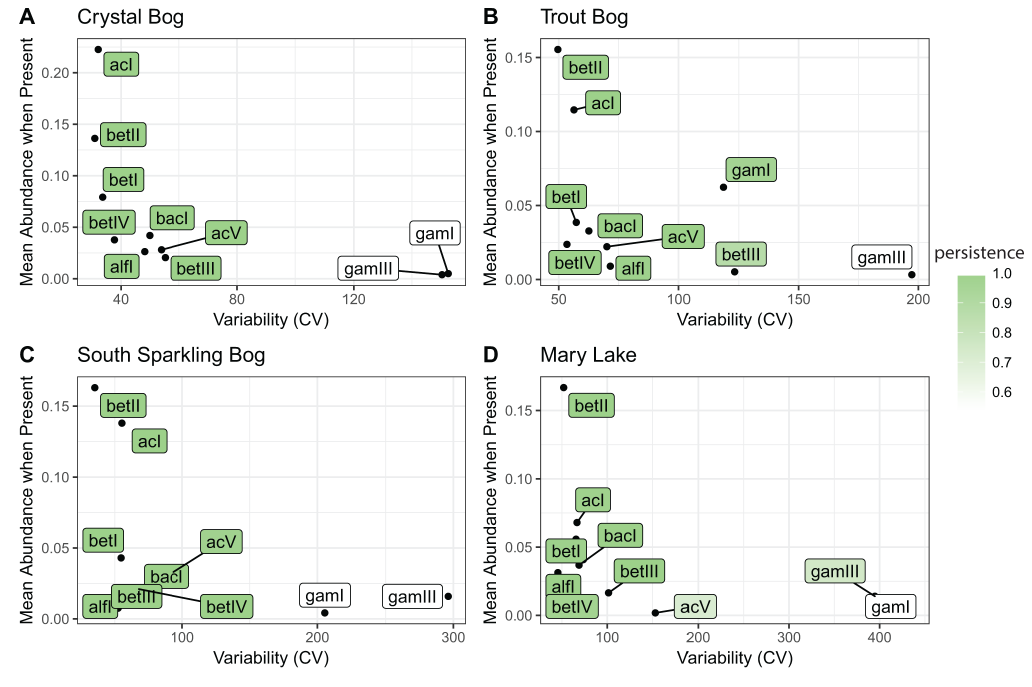 A Crystal Bog
Mean Abundance when Present
0.20
0.15
0.10
0.05
0.00
acI
betII
betI
betIV
bacI
acV
alfI
betIII
gamI
gamIII
40 80 120
Variability (CV)
B Trout Bog
Mean Abundance when Present
0.15
0.10
0.05
0.00
betII
acI
gamI
betI
bacI
acV
betIV
alfI
betIII
gamIII
50 100 150 200
Variability (CV)
persistence
1.0
0.9
0.8
0.7
0.6
C South Sparkling Bog
Mean Abundance when Present
0.15
0.10
0.05
0.00
betII
acI
betI
acV
bacI
betIII
alfI
betIV
gamI
gamIII
100 200 300
Variability (CV)
D Mary Lake
Mean Abundance when Present
0.15
0.10
0.05
0.00
betII
acI
bacI
betI
betIII
alfI
betIV
acV
gamIII
gamI
100 200 300 400
Variability (CV)